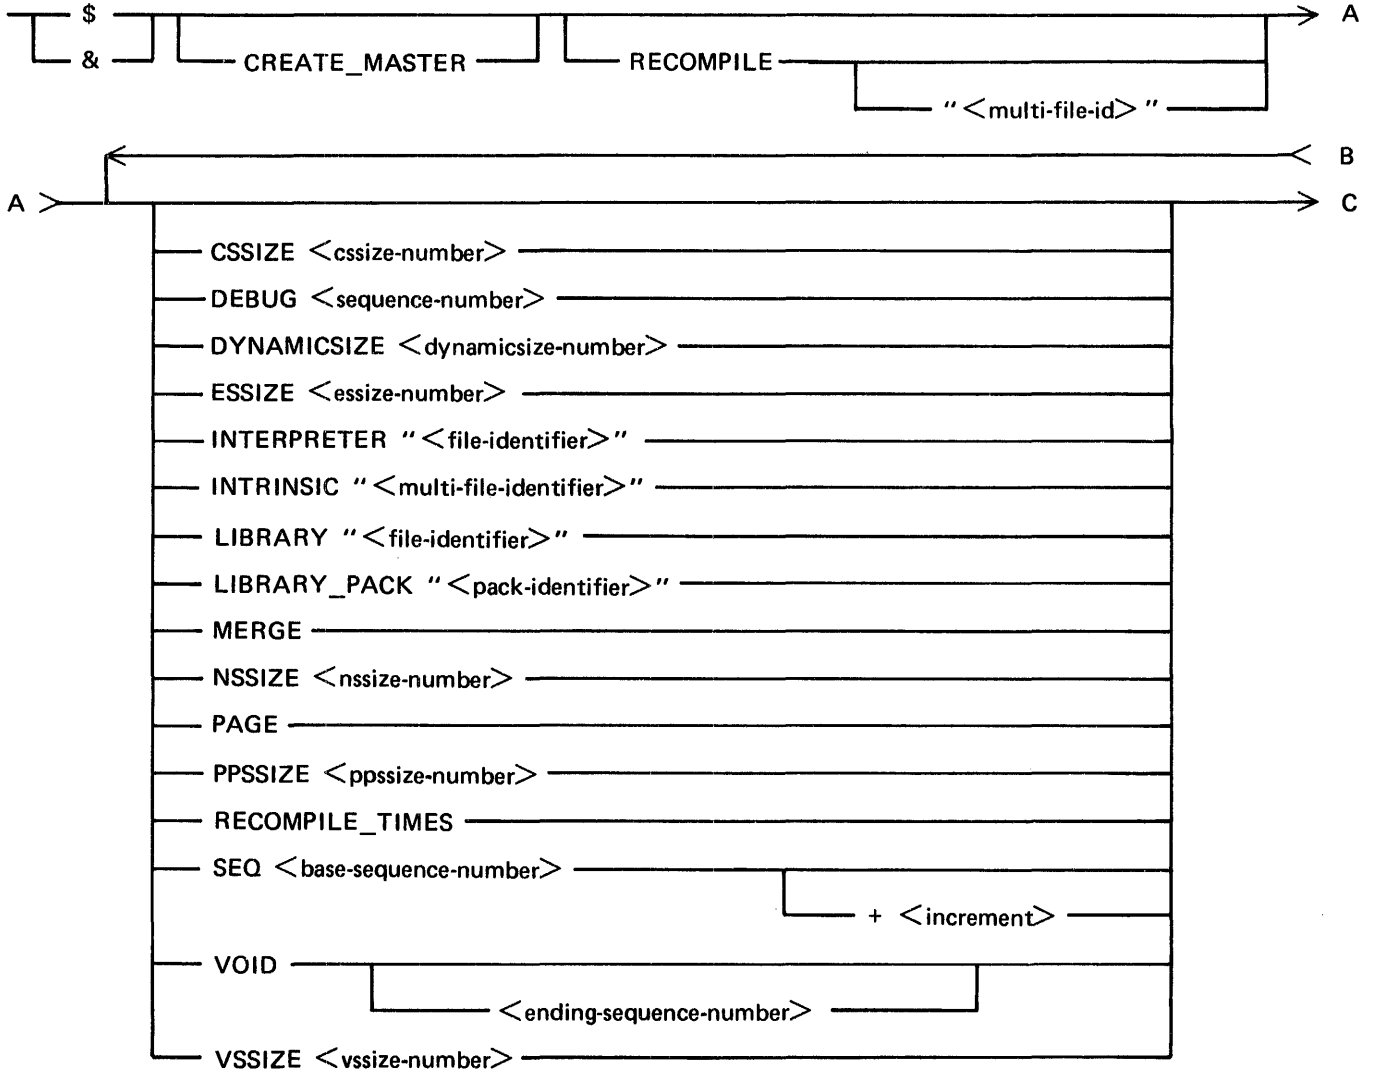 $ A
& CREATE_MASTER RECOMPILE
"<multi-file-id>"
B
A C
CSSIZE <cssize-number>
DEBUG <sequence-number>
DYNAMICSIZE <dynamicsize-number>
ESSIZE <essize-number>
INTERPRETER "<file-identifier>"
INTRINSIC "<multi-file-identifier>"
LIBRARY "<file-identifier>"
LIBRARY_PACK "<pack-identifier>"
MERGE
NSSIZE <nssize-number>
PAGE
PPSSIZE <ppssize-number>
RECOMPILE_TIMES
SEQ <base-sequence-number>
+ <increment>
VOID
<ending-sequence-number>
VSSIZE <vssize-number>